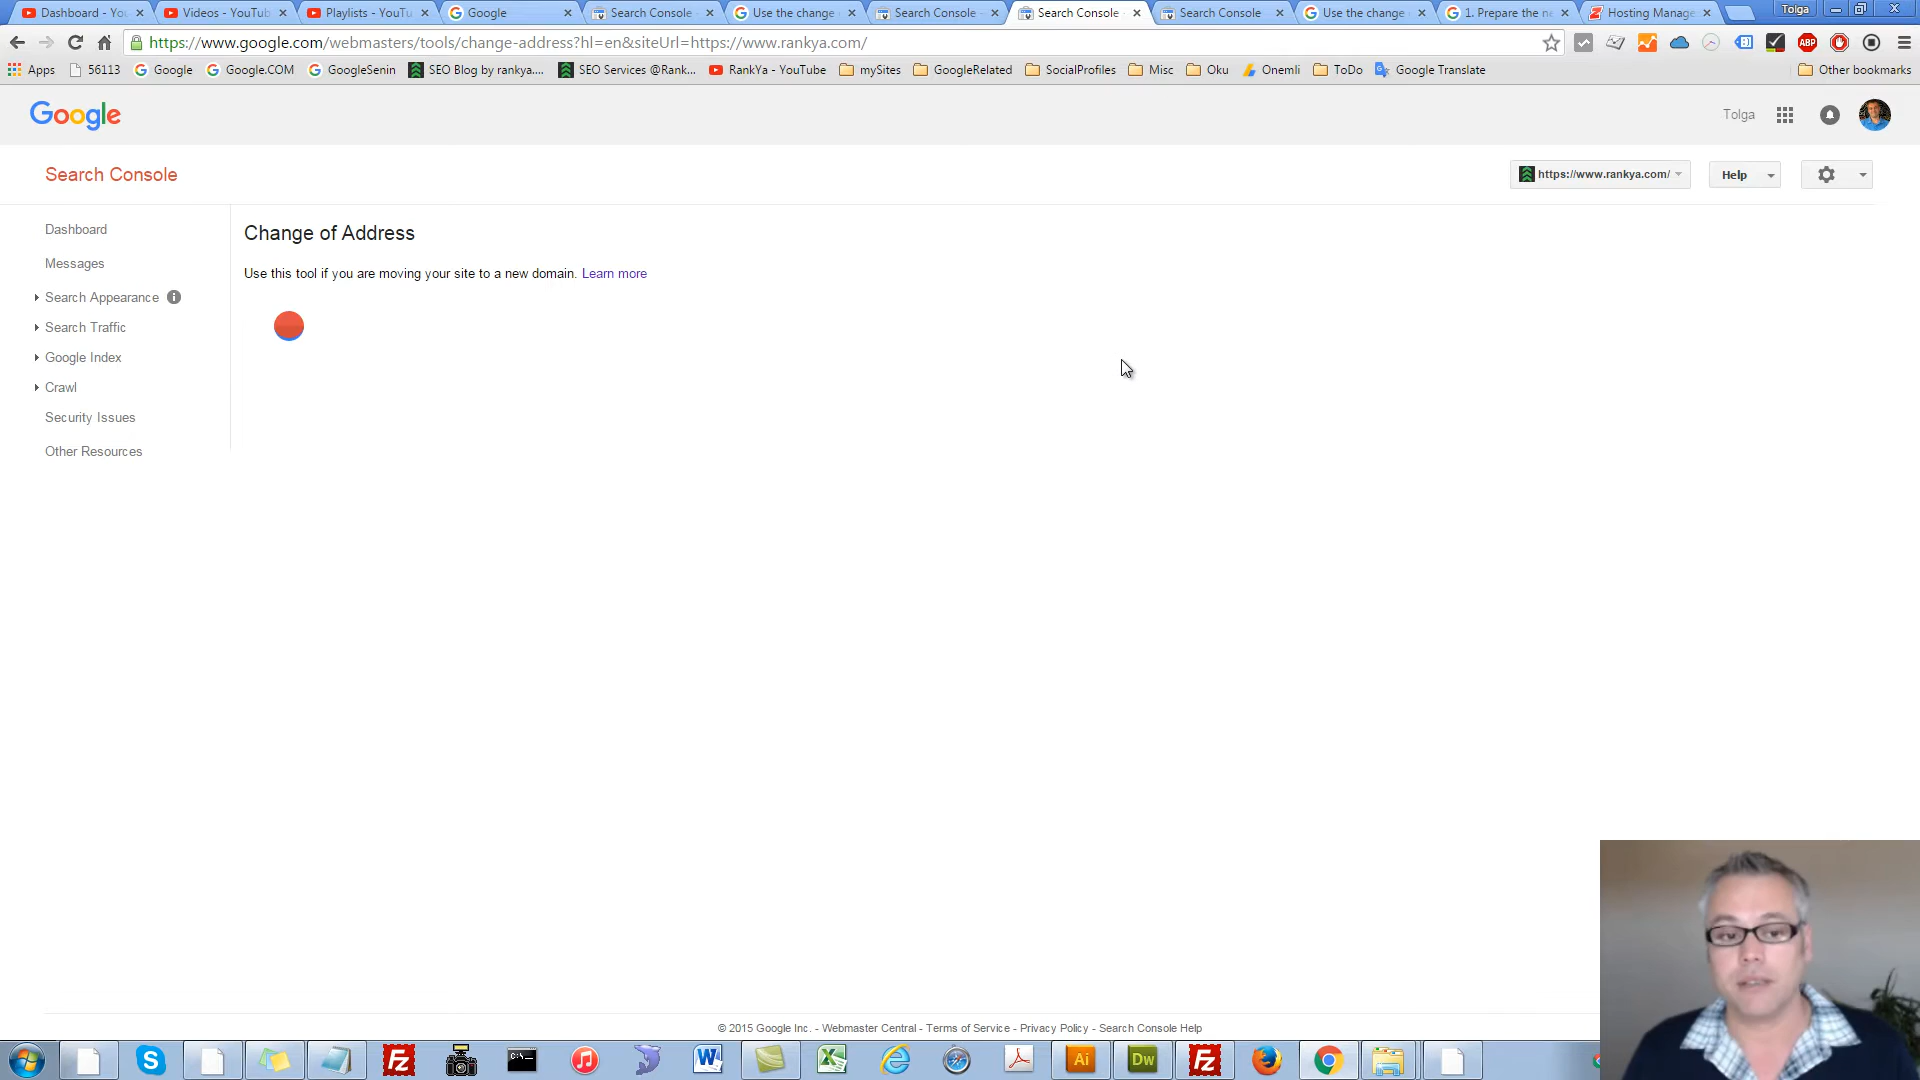 Dashboard - You
Videos - YouTub
Playlists - YouTu
Google
Search Console
Use the change
Search Console
Search Console
Search Console
Use the change
1. Prepare the n
Hosting Manage
Tolga
https://www.google.com/webmasters/tools/change-address?hl=en&siteUrl=https://www.rankya.com/
Apps
56113
Google
Google.COM
GoogleSenin
SEO Blog by rankya....
SEO Services @Rank...
RankYa - YouTube
mySites
GoogleRelated
SocialProfiles
Misc
Oku
Onemli
ToDo
Google Translate
Other bookmarks
ABP
Google
Tolga
Search Console
https://www.rankya.com/
Help
Dashboard
Messages
Search Appearance
Search Traffic
Google Index
Crawl
Security Issues
Other Resources
Change of Address
Use this tool if you are moving your site to a new domain. Learn more
© 2015 Google Inc. - Webmaster Central - Terms of Service - Privacy Policy - Search Console Help
Ai
Dw